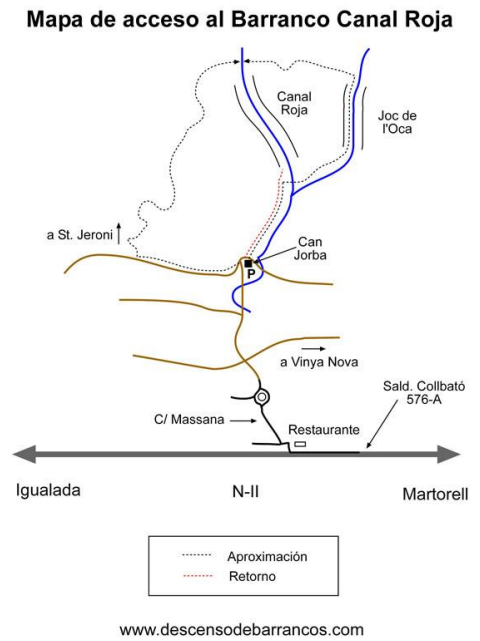 Mapa de acceso al Barranco Canal Roja
Canal
Roja
Joc de
l'Oca
a St. Jeroni
Can
Jorba
P
a Vinya Nova
Sald. Collbató
576-A
C/ Massana
Restaurante
Igualada
N-II
Martorell
Aproximación
Retorno
www.descensodebarrancos.com